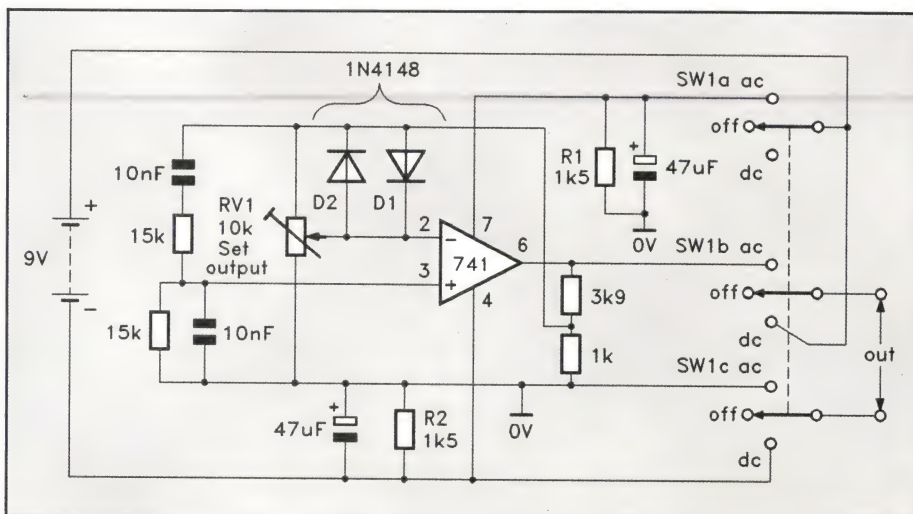 1N4148
SW1a ac
off
dc
10nF
D2
D1
R1
1k5
+
47uF
0V
RV1
10k
Set
output
15k
2
7
6
−
741
3
+
4
9V
+
−
SW1b ac
off
dc
out
3k9
1k
15k
10nF
SW1c ac
off
dc
+
47uF
R2
1k5
0V